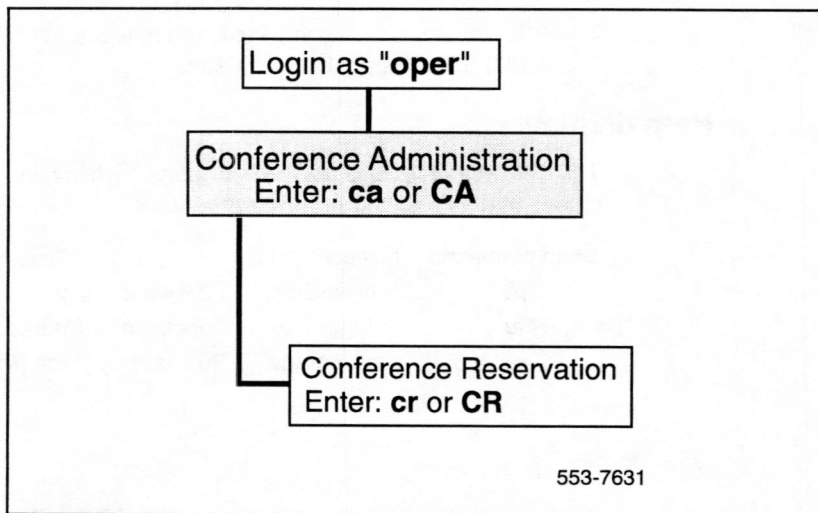 Login as "oper"
Conference Administration
Enter: ca or CA
Conference Reservation
Enter: cr or CR
553-7631